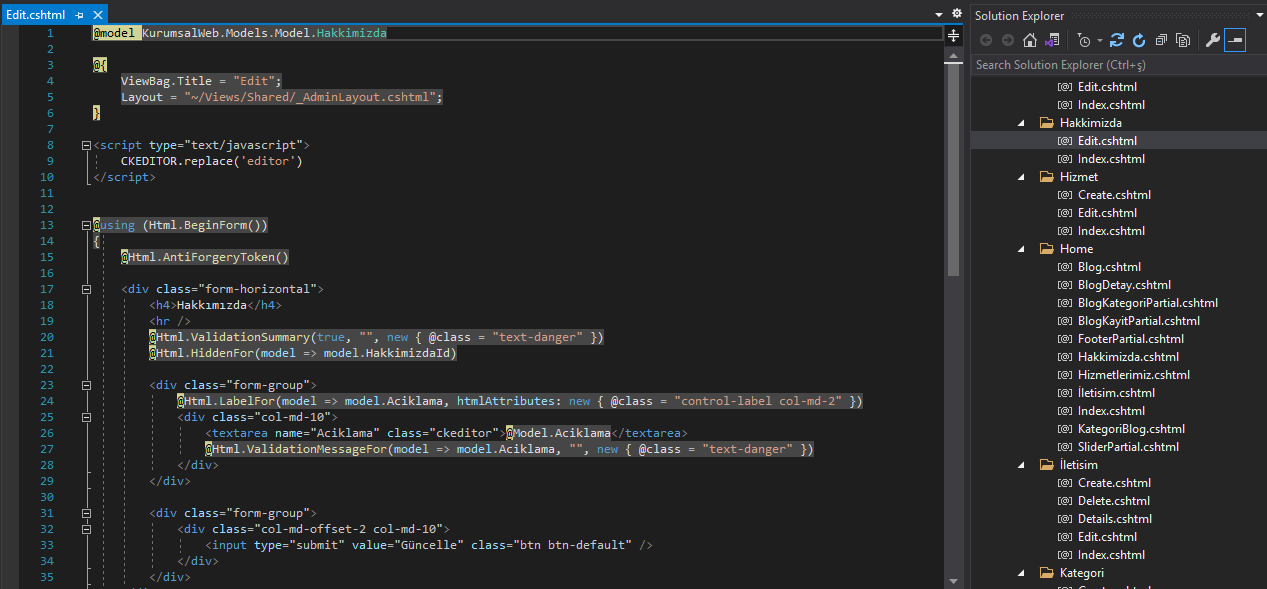 Edit.cshtml
1 @model KurumsalWeb.Models.Model.Hakkimizda
2
3 @{
4 ViewBag.Title = "Edit";
5 Layout = "~/Views/Shared/_AdminLayout.cshtml";
6 }
7
8 <script type="text/javascript">
9 CKEDITOR.replace('editor')
10 </script>
11
12
13 @using (Html.BeginForm())
14 {
15 @Html.AntiForgeryToken()
16
17 <div class="form-horizontal">
18 <h4>Hakkımızda</h4>
19 <hr />
20 @Html.ValidationSummary(true, "", new { @class = "text-danger" })
21 @Html.HiddenFor(model => model.HakkimizdaId)
22
23 <div class="form-group">
24 @Html.LabelFor(model => model.Aciklama, htmlAttributes: new { @class = "control-label col-md-2" })
25 <div class="col-md-10">
26 <textarea name="Aciklama" class="ckeditor">@Model.Aciklama</textarea>
27 @Html.ValidationMessageFor(model => model.Aciklama, "", new { @class = "text-danger" })
28 </div>
29 </div>
30
31 <div class="form-group">
32 <div class="col-md-offset-2 col-md-10">
33 <input type="submit" value="Güncelle" class="btn btn-default" />
34 </div>
35 </div>
Solution Explorer
Search Solution Explorer (Ctrl+ş)
Edit.cshtml
Index.cshtml
Hakkimizda
Edit.cshtml
Index.cshtml
Hizmet
Create.cshtml
Edit.cshtml
Index.cshtml
Home
Blog.cshtml
BlogDetay.cshtml
BlogKategoriPartial.cshtml
BlogKayitPartial.cshtml
FooterPartial.cshtml
Hakkimizda.cshtml
Hizmetlerimiz.cshtml
İletisim.cshtml
Index.cshtml
KategoriBlog.cshtml
SliderPartial.cshtml
İletisim
Create.cshtml
Delete.cshtml
Details.cshtml
Edit.cshtml
Index.cshtml
Kategori